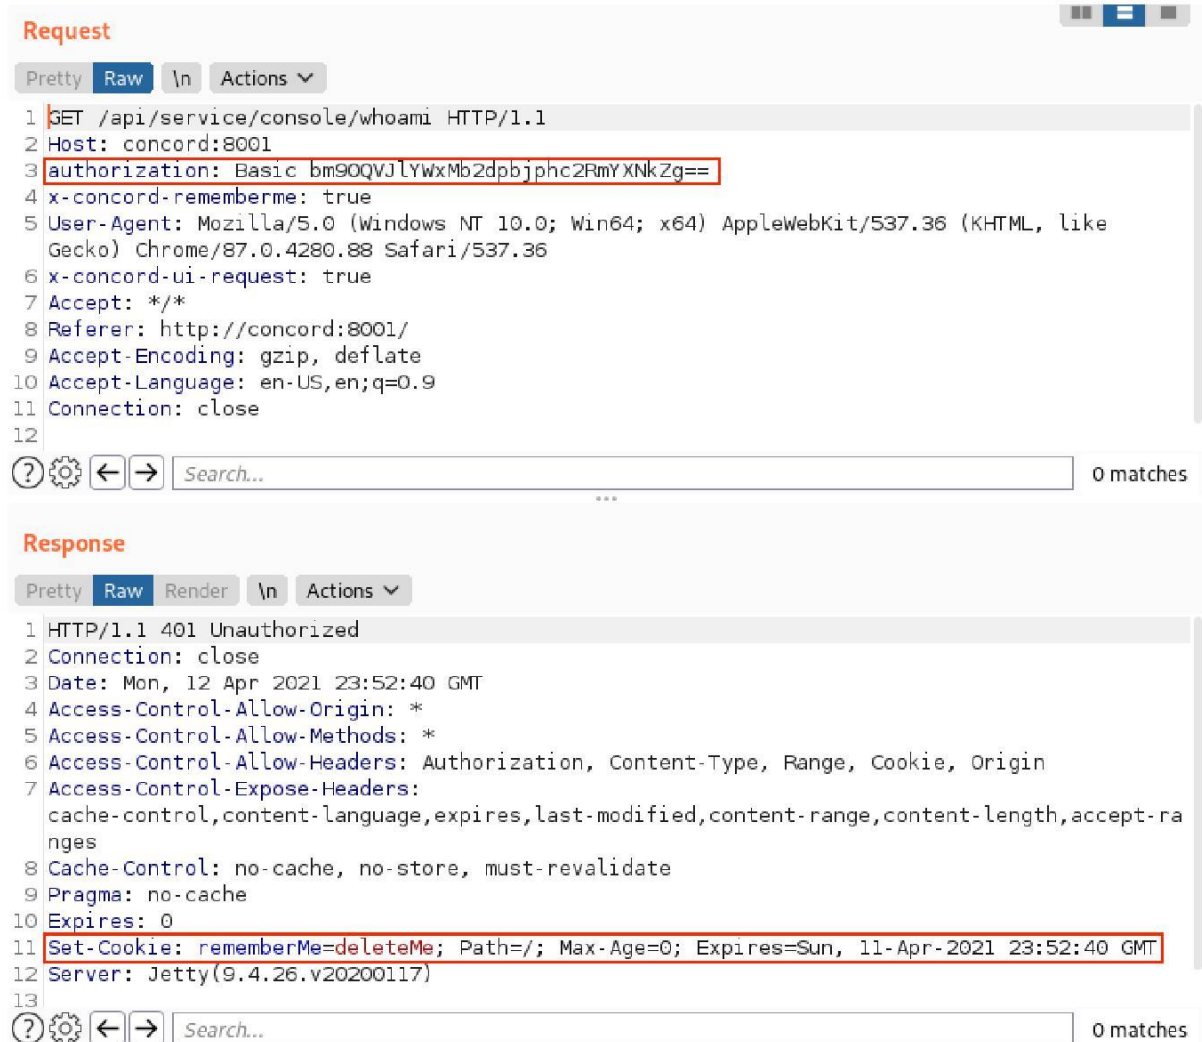 Request
Pretty Raw \n Actions
1 GET /api/service/console/whoami HTTP/1.1
2 Host: concord:8001
3 authorization: Basic bm90QVJlYWxMb2dpbjphc2RmYXNkZg==
4 x-concord-rememberme: true
5 User-Agent: Mozilla/5.0 (Windows NT 10.0; Win64; x64) AppleWebKit/537.36 (KHTML, like
Gecko) Chrome/87.0.4280.88 Safari/537.36
6 x-concord-ui-request: true
7 Accept: */*
8 Referer: http://concord:8001/
9 Accept-Encoding: gzip, deflate
10 Accept-Language: en-US,en;q=0.9
11 Connection: close
12
? Search... 0 matches
Response
Pretty Raw Render \n Actions
1 HTTP/1.1 401 Unauthorized
2 Connection: close
3 Date: Mon, 12 Apr 2021 23:52:40 GMT
4 Access-Control-Allow-Origin: *
5 Access-Control-Allow-Methods: *
6 Access-Control-Allow-Headers: Authorization, Content-Type, Range, Cookie, Origin
7 Access-Control-Expose-Headers:
cache-control,content-language,expires,last-modified,content-range,content-length,accept-ra
nges
8 Cache-Control: no-cache, no-store, must-revalidate
9 Pragma: no-cache
10 Expires: 0
11 Set-Cookie: rememberMe=deleteMe; Path=/; Max-Age=0; Expires=Sun, 11-Apr-2021 23:52:40 GMT
12 Server: Jetty(9.4.26.v20200117)
13
? Search... 0 matches